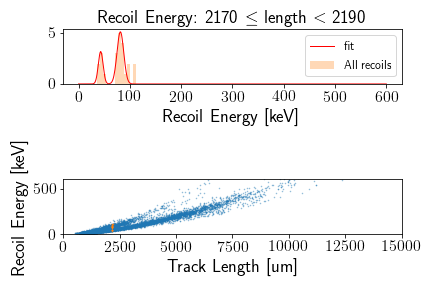 Recoil Energy: 2170 ≤ length < 2190
5
0
fit
All recoils
0 100 200 300 400 500 600
Recoil Energy [keV]
Recoil Energy [keV]
500
0
0 2500 5000 7500 10000 12500 15000
Track Length [um]